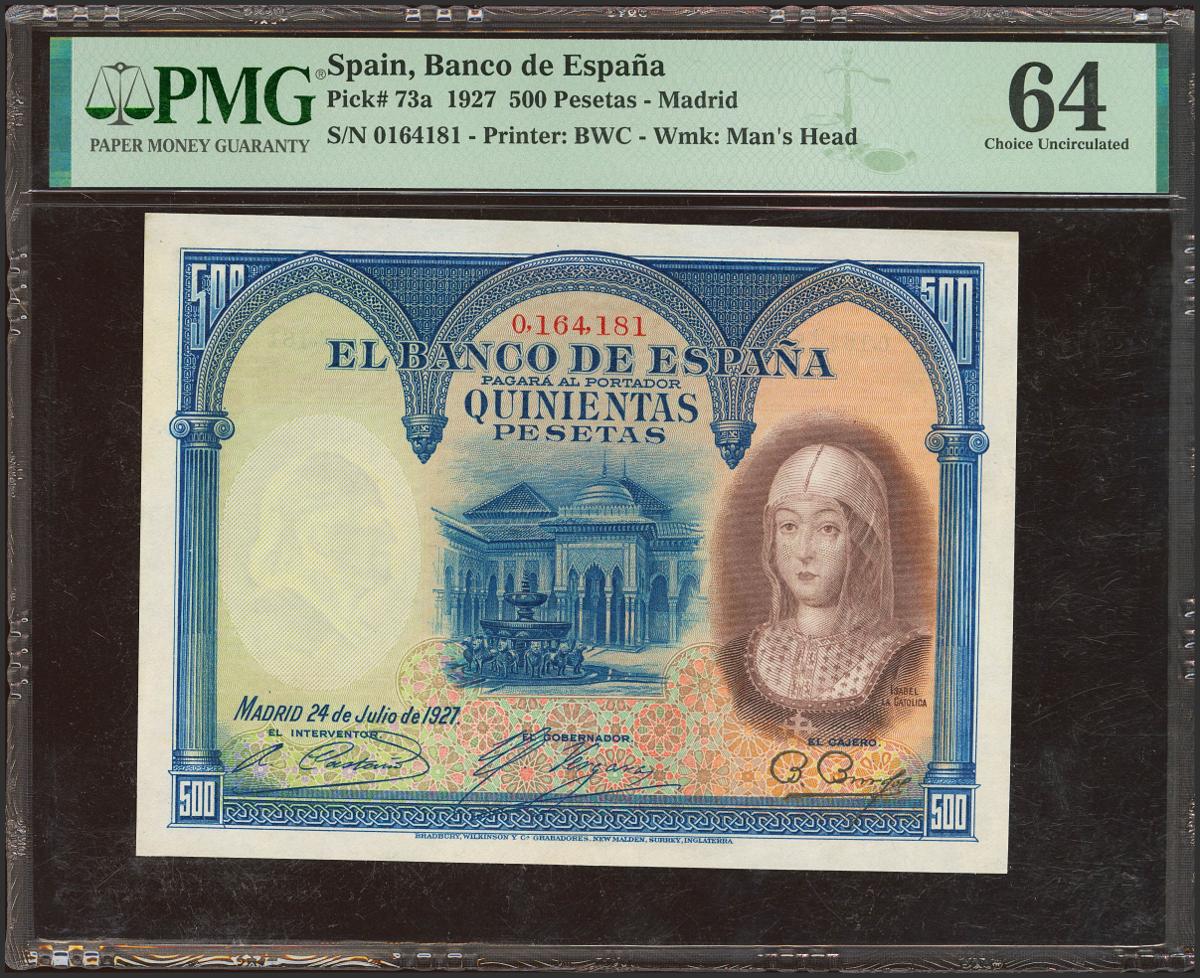 PMG®
PAPER MONEY GUARANTY
Spain, Banco de España
Pick# 73a 1927 500 Pesetas - Madrid
S/N 0164181 - Printer: BWC - Wmk: Man's Head
64
Choice Uncirculated
500
500
0,164,181
EL BANCO DE ESPAÑA
PAGARÁ AL PORTADOR
QUINIENTAS
PESETAS
ISABEL
LA CATOLICA
MADRID 24 de Julio de 1927.
EL INTERVENTOR.
EL GOBERNADOR,
EL CAJERO.
500
500
BRADBURY, WILKINSON Y Cª GRABADORES, NEW MALDEN, SURREY, INGLATERRA